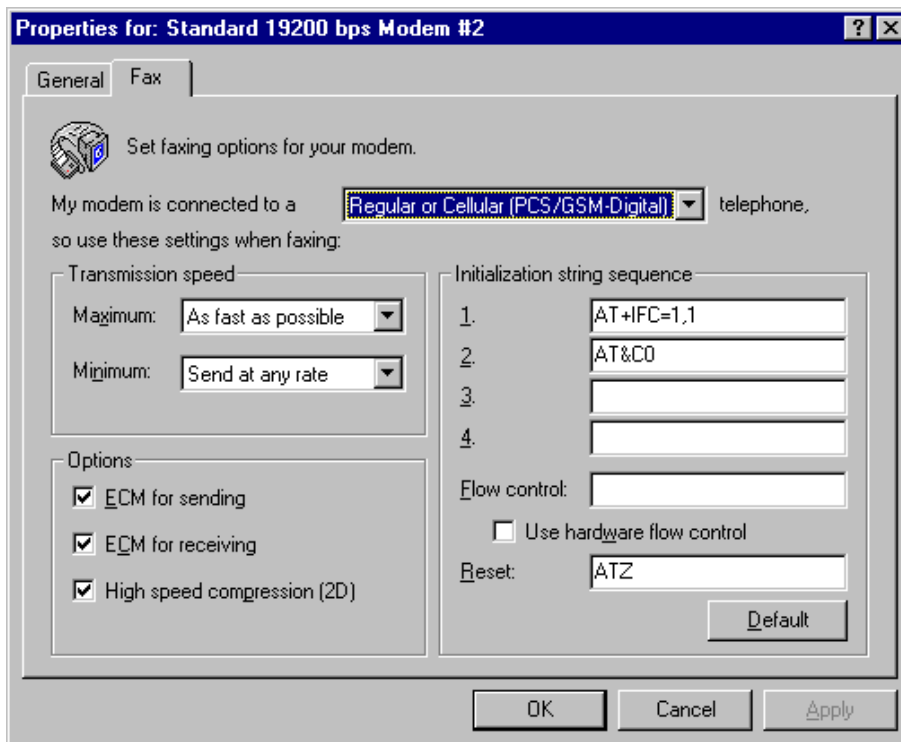 Properties for: Standard 19200 bps Modem #2
General Fax
Set faxing options for your modem.
My modem is connected to a Regular or Cellular (PCS/GSM-Digital) telephone,
so use these settings when faxing:
Transmission speed
Maximum: As fast as possible
Minimum: Send at any rate
Options
ECM for sending
ECM for receiving
High speed compression (2D)
Initialization string sequence
1. AT+IFC=1,1
2. AT&C0
3.
4.
Flow control:
Use hardware flow control
Reset: ATZ
Default
OK Cancel Apply